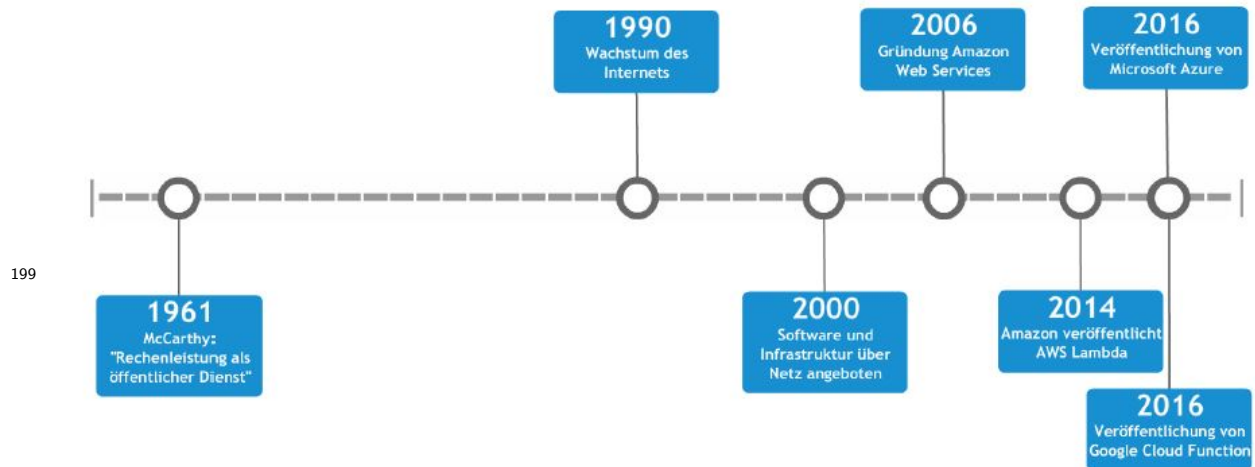 1990
Wachstum des
Internets
2006
Gründung Amazon
Web Services
2016
Veröffentlichung von
Microsoft Azure
199
1961
McCarthy:
"Rechenleistung als
öffentlicher Dienst"
2000
Software und
Infrastruktur über
Netz angeboten
2014
Amazon veröffentlicht
AWS Lambda
2016
Veröffentlichung von
Google Cloud Function